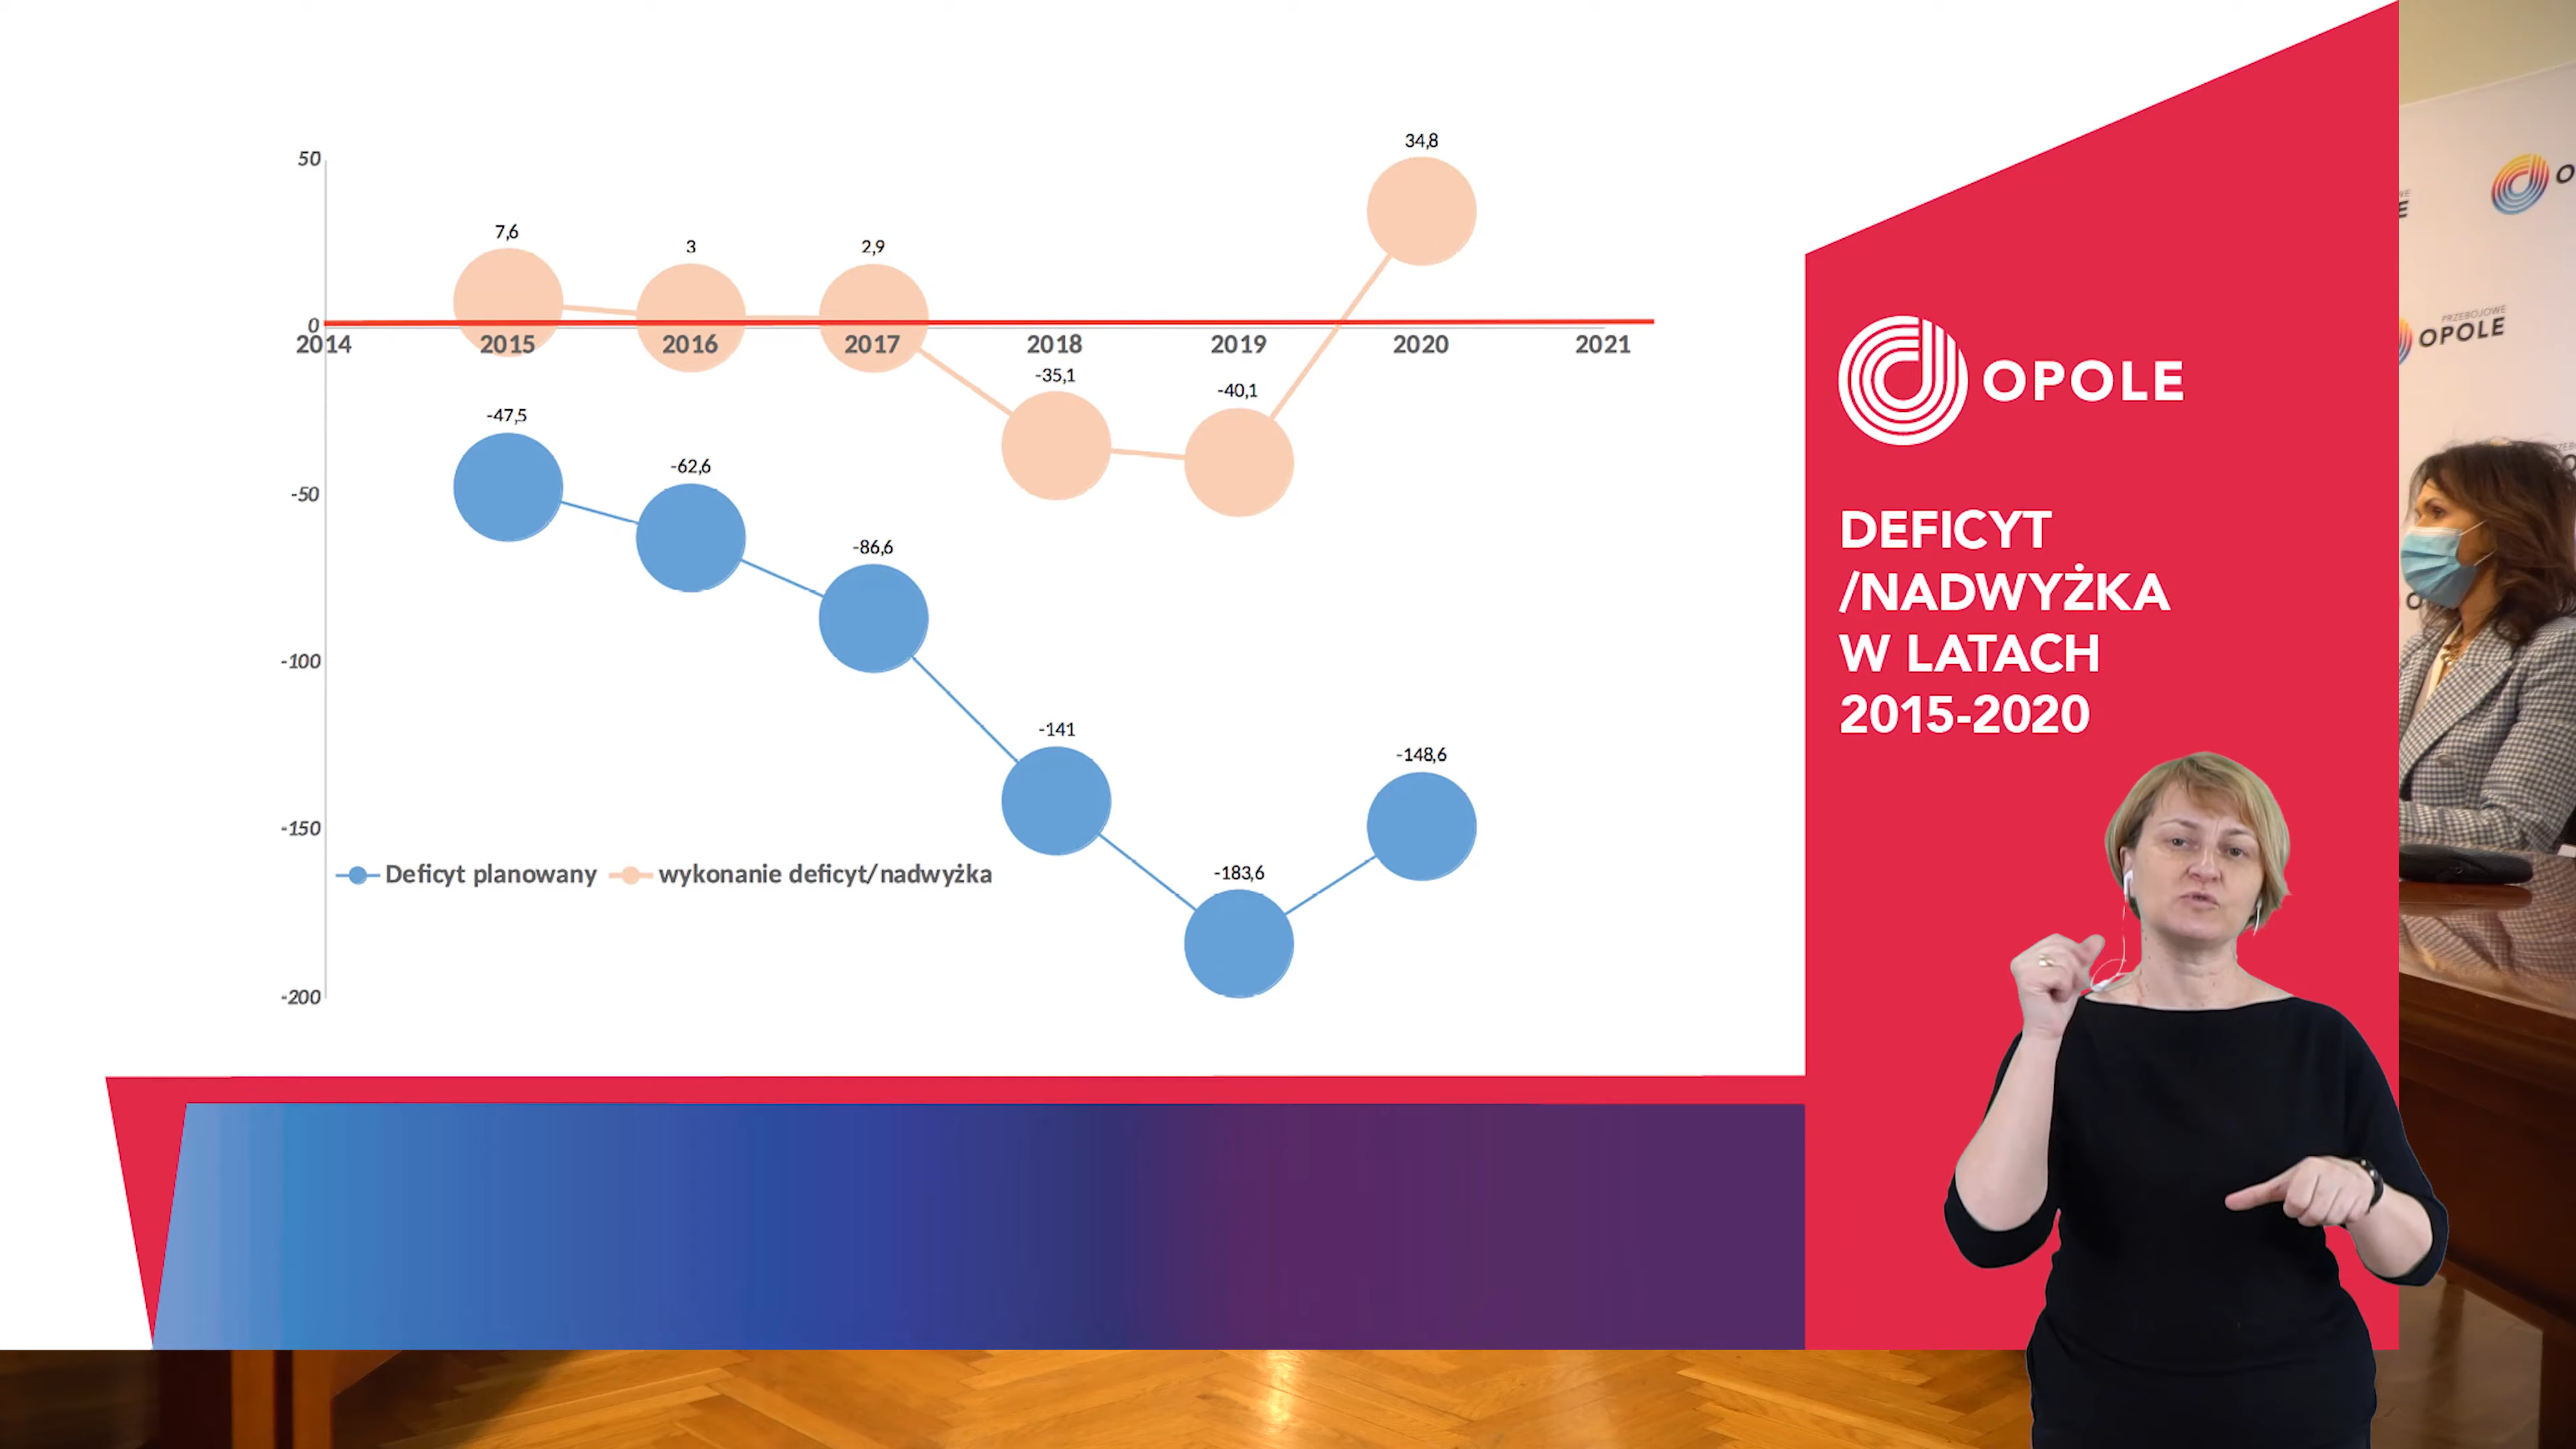 50
0
-50
-100
-150
-200
2014 2015 2016 2017 2018 2019 2020 2021
7,6
3
2,9
-35,1
-40,1
34,8
-47,5
-62,6
-86,6
-141
-183,6
-148,6
Deficyt planowany wykonanie deficyt/nadwyżka
OPOLE
DEFICYT
/NADWYŻKA
W LATACH
2015-2020
PRZEBOJOWE
OPOLE